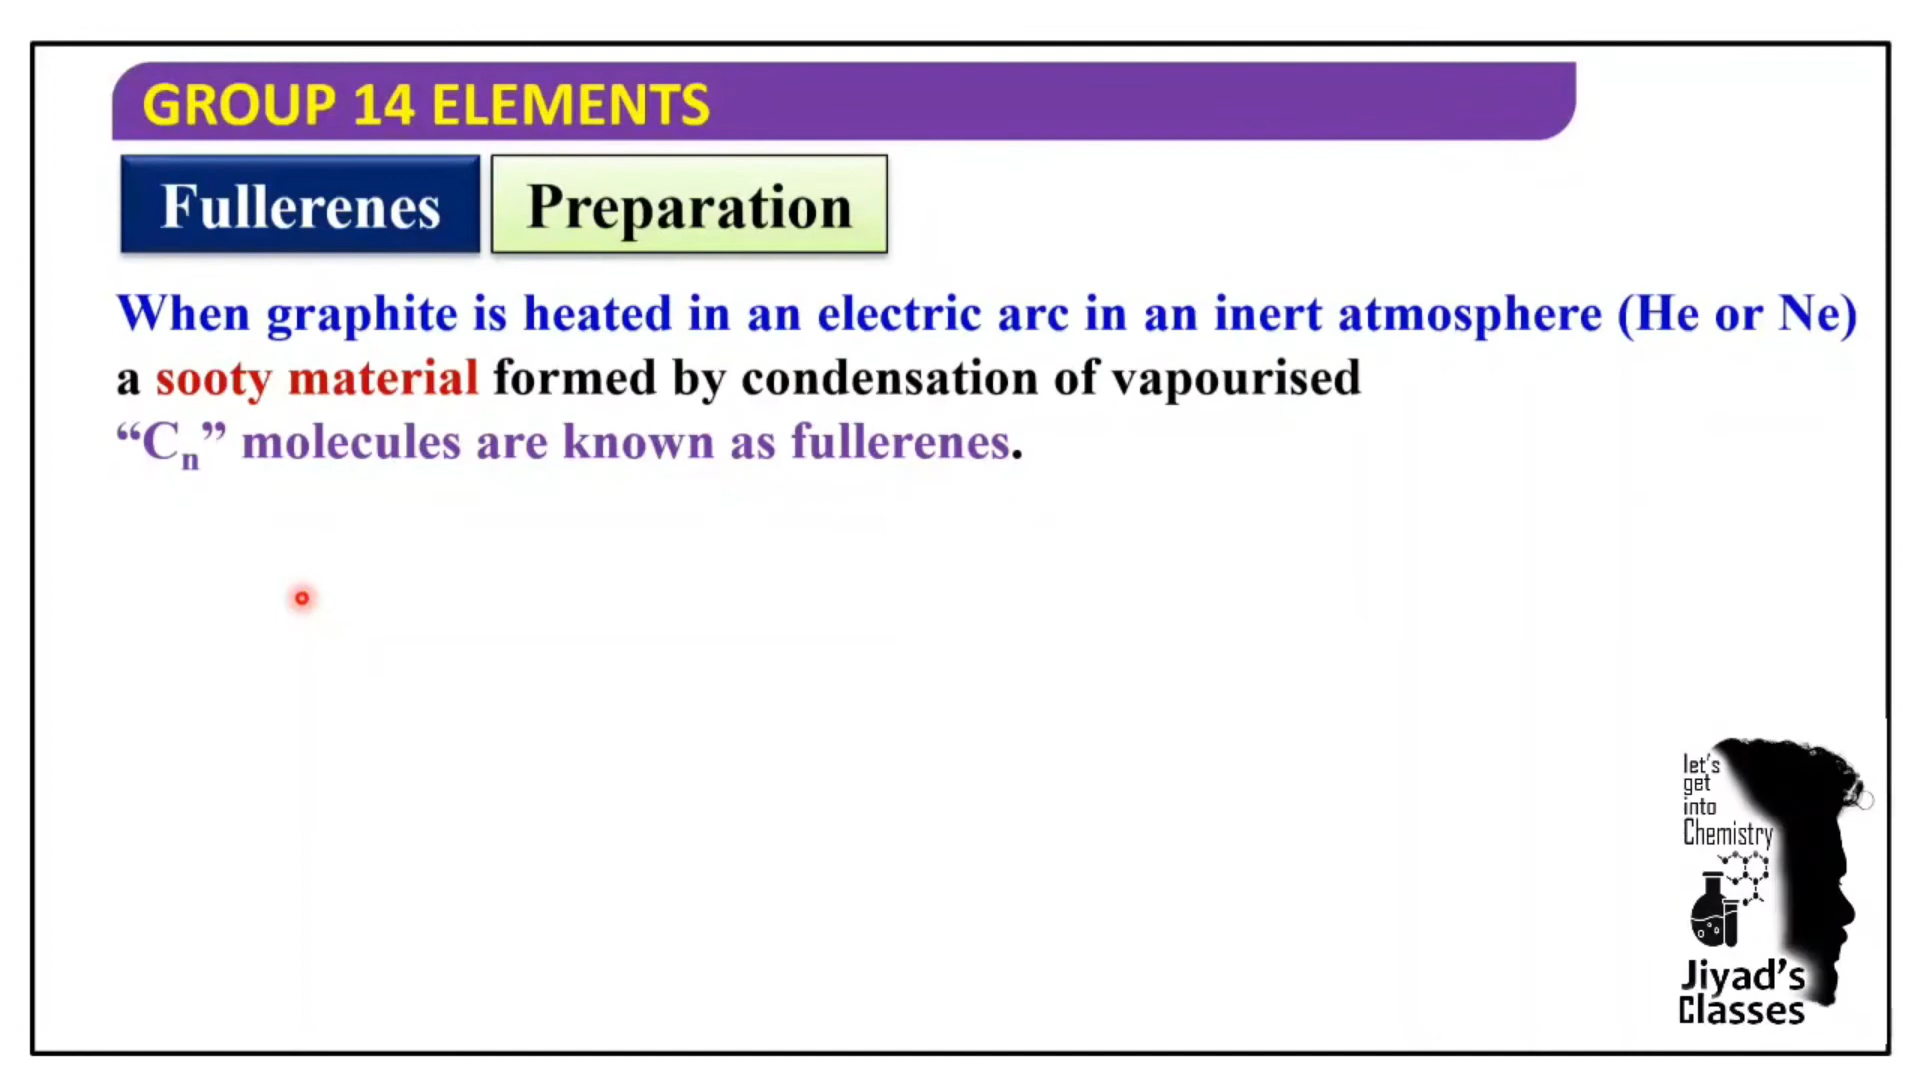 GROUP 14 ELEMENTS
Fullerenes
Preparation
When graphite is heated in an electric arc in an inert atmosphere (He or Ne)
a sooty material formed by condensation of vapourised
“Cₙ” molecules are known as fullerenes.
let's
get
into
Chemistry
Jiyad's
Classes